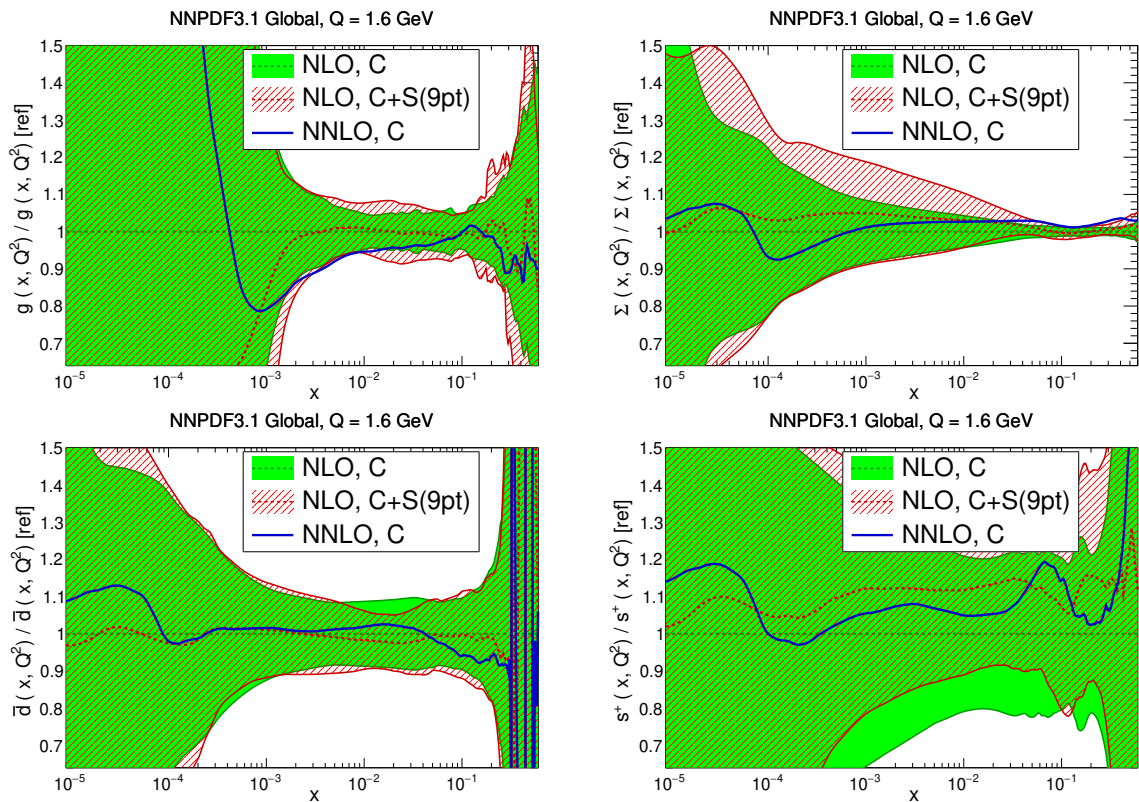 NNPDF3.1 Global, Q = 1.6 GeV
g ( x, Q²) / g ( x, Q²) [ref]
1.5
1.4
1.3
1.2
1.1
1
0.9
0.8
0.7
NLO, C
NLO, C+S(9pt)
NNLO, C
10⁻⁵ 10⁻⁴ 10⁻³ 10⁻² 10⁻¹
x
NNPDF3.1 Global, Q = 1.6 GeV
Σ ( x, Q²) / Σ ( x, Q²) [ref]
1.5
1.4
1.3
1.2
1.1
1
0.9
0.8
0.7
NLO, C
NLO, C+S(9pt)
NNLO, C
10⁻⁵ 10⁻⁴ 10⁻³ 10⁻² 10⁻¹
x
NNPDF3.1 Global, Q = 1.6 GeV
d̄ ( x, Q²) / d̄ ( x, Q²) [ref]
1.5
1.4
1.3
1.2
1.1
1
0.9
0.8
0.7
NLO, C
NLO, C+S(9pt)
NNLO, C
10⁻⁵ 10⁻⁴ 10⁻³ 10⁻² 10⁻¹
x
NNPDF3.1 Global, Q = 1.6 GeV
s⁺ ( x, Q²) / s⁺ ( x, Q²) [ref]
1.5
1.4
1.3
1.2
1.1
1
0.9
0.8
0.7
NLO, C
NLO, C+S(9pt)
NNLO, C
10⁻⁵ 10⁻⁴ 10⁻³ 10⁻² 10⁻¹
x